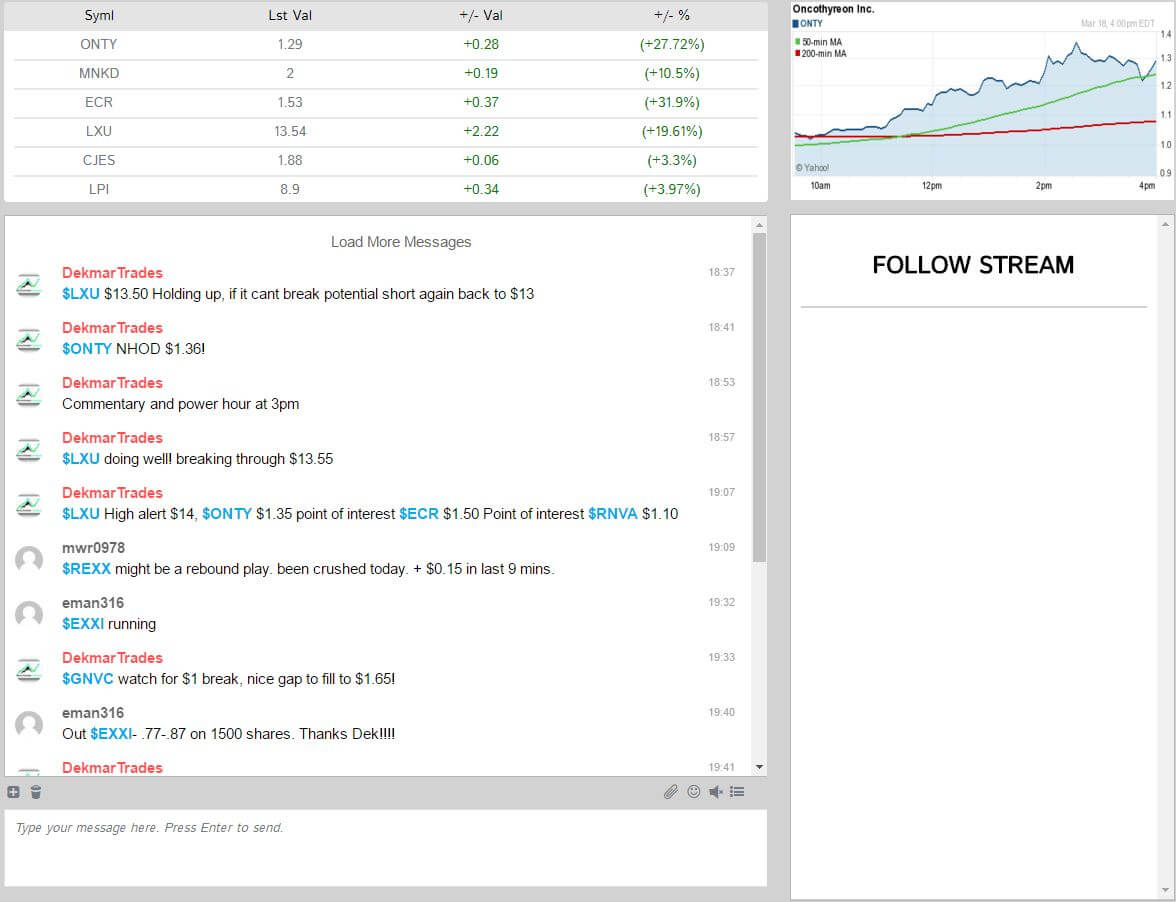 Syml Lst Val +/- Val +/- %
ONTY 1.29 +0.28 (+27.72%)
MNKD 2 +0.19 (+10.5%)
ECR 1.53 +0.37 (+31.9%)
LXU 13.54 +2.22 (+19.61%)
CJES 1.88 +0.06 (+3.3%)
LPI 8.9 +0.34 (+3.97%)
Oncothyreon Inc.
ONTY Mar 18, 4:00pm EDT
50-min MA
200-min MA
1.4
1.3
1.2
1.1
1.0
0.9
© Yahoo!
10am 12pm 2pm 4pm
Load More Messages
DekmarTrades 18:37
$LXU $13.50 Holding up, if it cant break potential short again back to $13
DekmarTrades 18:41
$ONTY NHOD $1.36!
DekmarTrades 18:53
Commentary and power hour at 3pm
DekmarTrades 18:57
$LXU doing well! breaking through $13.55
DekmarTrades 19:07
$LXU High alert $14, $ONTY $1.35 point of interest $ECR $1.50 Point of interest $RNVA $1.10
mwr0978 19:09
$REXX might be a rebound play. been crushed today. + $0.15 in last 9 mins.
eman316 19:32
$EXXI running
DekmarTrades 19:33
$GNVC watch for $1 break, nice gap to fill to $1.65!
eman316 19:40
Out $EXXI- .77-.87 on 1500 shares. Thanks Dek!!!!
DekmarTrades 19:41
Type your message here. Press Enter to send.
FOLLOW STREAM